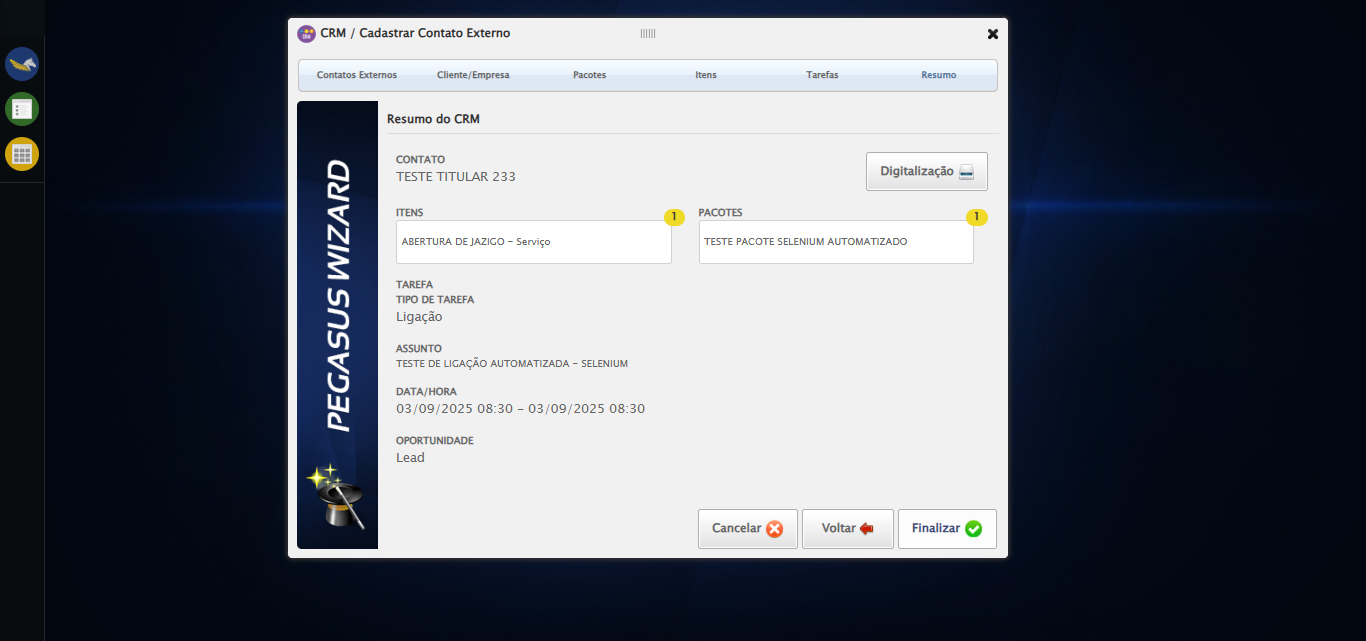 CRM / Cadastrar Contato Externo
Contatos Externos Cliente/Empresa Pacotes Itens Tarefas Resumo
PEGASUS WIZARD
Resumo do CRM
CONTATO
TESTE TITULAR 233
Digitalização
ITENS 1
ABERTURA DE JAZIGO - Serviço
PACOTES 1
TESTE PACOTE SELENIUM AUTOMATIZADO
TAREFA
TIPO DE TAREFA
Ligação
ASSUNTO
TESTE DE LIGAÇÃO AUTOMATIZADA - SELENIUM
DATA/HORA
03/09/2025 08:30 - 03/09/2025 08:30
OPORTUNIDADE
Lead
Cancelar Voltar Finalizar